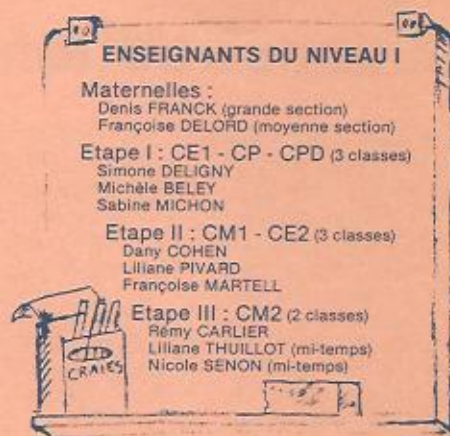 ENSEIGNANTS DU NIVEAU I
Maternelles :
Denis FRANCK (grande section)
Françoise DELORD (moyenne section)
Etape I : CE1 - CP - CPD (3 classes)
Simone DELIGNY
Michèle BELEY
Sabine MICHON
Etape II : CM1 - CE2 (3 classes)
Dany COHEN
Liliane PIVARD
Françoise MARTELL
Etape III : CM2 (2 classes)
Rémy CARLIER
Liliane THUILLOT (mi-temps)
Nicole SENON (mi-temps)
CRAIES